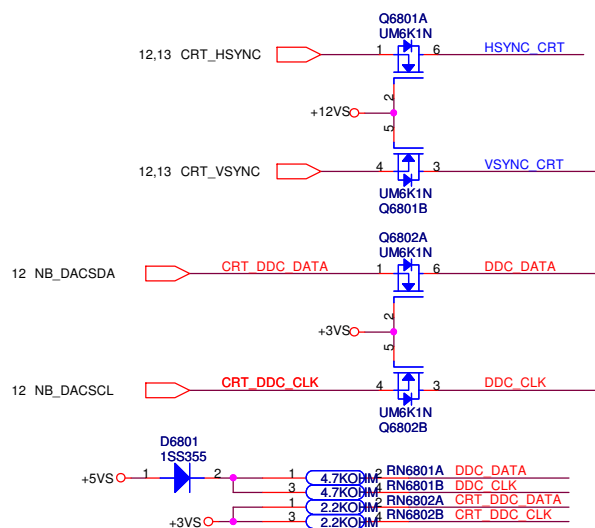 Q6801A
UM6K1N
12,13 CRT_HSYNC 1 6 HSYNC_CRT
2
+12VS
5
12,13 CRT_VSYNC 4 3 VSYNC_CRT
UM6K1N
Q6801B
Q6802A
UM6K1N
12 NB_DACSDA CRT_DDC_DATA 1 6 DDC_DATA
2
+3VS
5
12 NB_DACSCL CRT_DDC_CLK 4 3 DDC_CLK
UM6K1N
Q6802B
D6801
1SS355
+5VS 1 2 1 4.7KOHM 2 RN6801A DDC_DATA
3 4.7KOHM 4 RN6801B DDC_CLK
1 2.2KOHM 2 RN6802A CRT_DDC_DATA
+3VS 3 2.2KOHM 4 RN6802B CRT_DDC_CLK